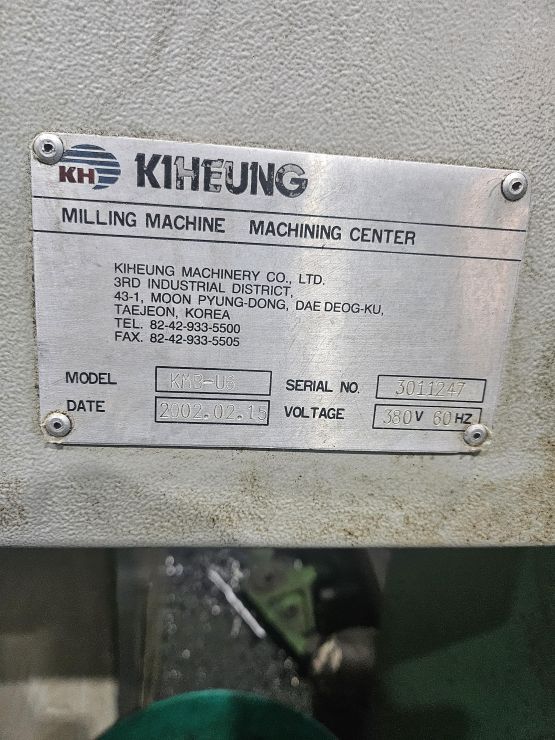 KH KIHEUNG
MILLING MACHINE MACHINING CENTER
KIHEUNG MACHINERY CO., LTD.
3RD INDUSTRIAL DISTRICT,
43-1, MOON PYUNG-DONG, DAE DEOG-KU,
TAEJEON, KOREA
TEL. 82-42-933-5500
FAX. 82-42-933-5505
MODEL SERIAL NO. 3011247
DATE 2002.02.15 VOLTAGE 380V 60HZ